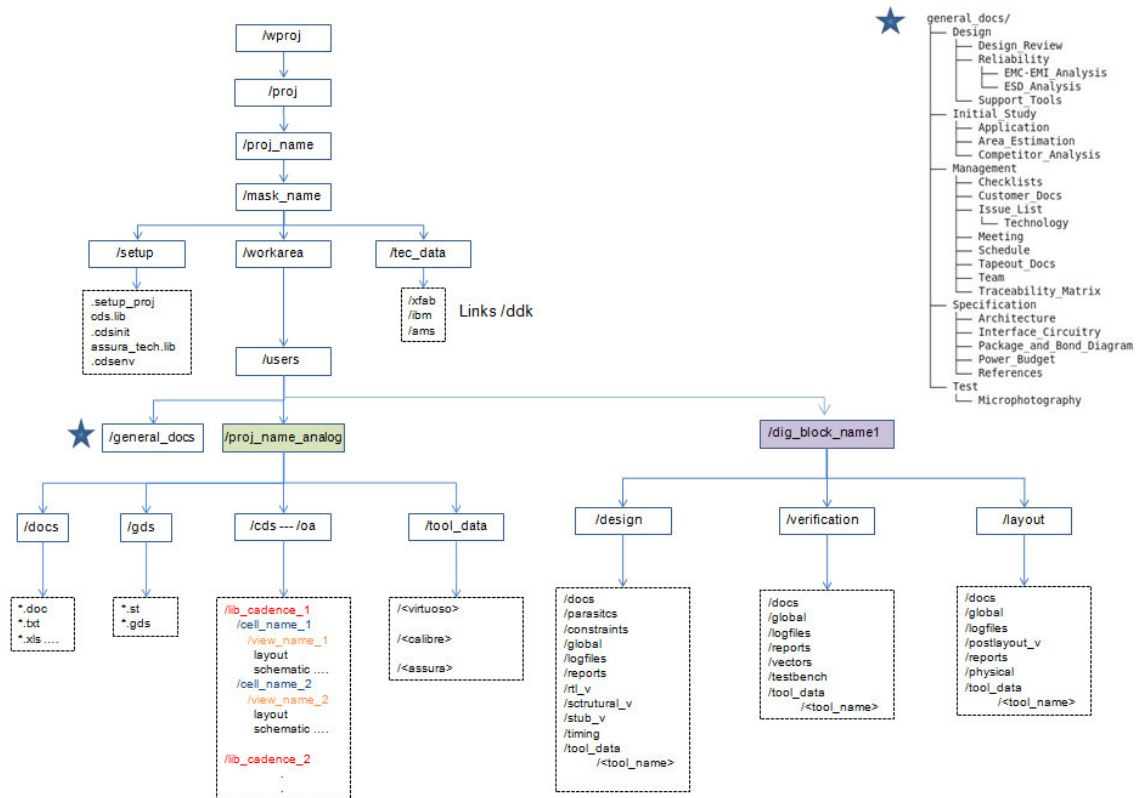 /wproj
/proj
/proj_name
/mask_name
/setup
/workarea
/tec_data
.setup_proj
cds.lib
.cdsinit
assura_tech.lib
.cdsenv
/xfab
/ibm
/ams
Links /ddk
/users
/general_docs
/proj_name_analog
/dig_block_name1
/docs
/gds
/cds --- /oa
/tool_data
/design
/verification
/layout
*.doc
*.txt
*.xls ....
*.st
*.gds
/lib_cadence_1
/cell_name_1
/view_name_1
layout
schematic ....
/cell_name_2
/view_name_2
layout
schematic ....
/lib_cadence_2
.
.
/<virtuoso>
/<calibre>
/<assura>
/docs
/parasitcs
/constraints
/global
/logfiles
/reports
/rtl_v
/sctrutural_v
/stub_v
/timing
/tool_data
/<tool_name>
/docs
/global
/logfiles
/reports
/vectors
/testbench
/tool_data
/<tool_name>
/docs
/global
/logfiles
/postlayout_v
/reports
/physical
/tool_data
/<tool_name>
general_docs/
Design
Design_Review
Reliability
EMC-EMI_Analysis
ESD_Analysis
Support_Tools
Initial_Study
Application
Area_Estimation
Competitor_Analysis
Management
Checklists
Customer_Docs
Issue_List
Technology
Meeting
Schedule
Tapeout_Docs
Team
Traceability_Matrix
Specification
Architecture
Interface_Circuitry
Package_and_Bond_Diagram
Power_Budget
References
Test
Microphotography